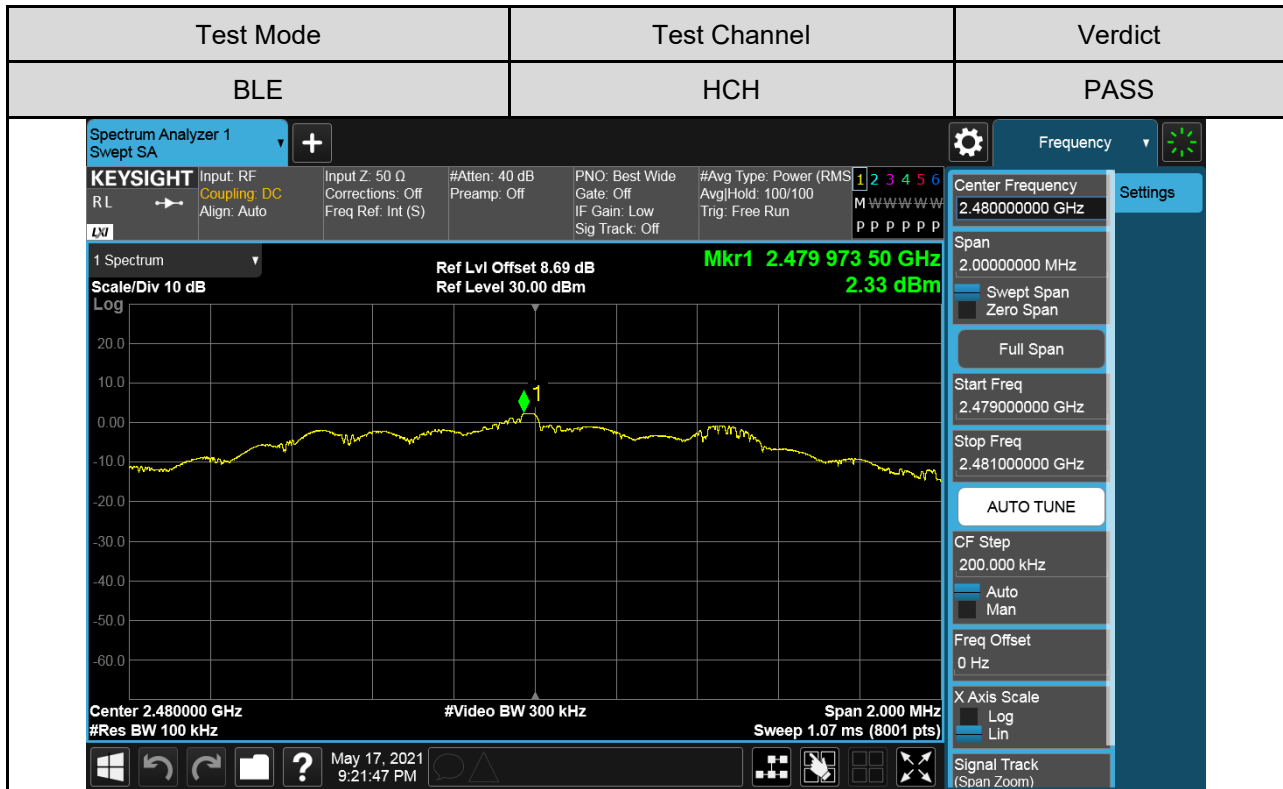 Test Mode Test Channel Verdict
BLE HCH PASS
Spectrum Analyzer 1
Swept SA
+
Frequency
KEYSIGHT
R L
LXI
Input: RF
Coupling: DC
Align: Auto
Input Z: 50 Ω
Corrections: Off
Freq Ref: Int (S)
#Atten: 40 dB
Preamp: Off
PNO: Best Wide
Gate: Off
IF Gain: Low
Sig Track: Off
#Avg Type: Power (RMS
Avg|Hold: 100/100
Trig: Free Run
1 2 3 4 5 6
M W W W W W
P P P P P P
1 Spectrum
Scale/Div 10 dB
Log
Ref Lvl Offset 8.69 dB
Ref Level 30.00 dBm
Mkr1 2.479 973 50 GHz
2.33 dBm
20.0
10.0
0.00
-10.0
-20.0
-30.0
-40.0
-50.0
-60.0
1
Center 2.480000 GHz
#Res BW 100 kHz
#Video BW 300 kHz
Span 2.000 MHz
Sweep 1.07 ms (8001 pts)
?
May 17, 2021
9:21:47 PM
Center Frequency
2.480000000 GHz
Settings
Span
2.00000000 MHz
Swept Span
Zero Span
Full Span
Start Freq
2.479000000 GHz
Stop Freq
2.481000000 GHz
AUTO TUNE
CF Step
200.000 kHz
Auto
Man
Freq Offset
0 Hz
X Axis Scale
Log
Lin
Signal Track
(Span Zoom)